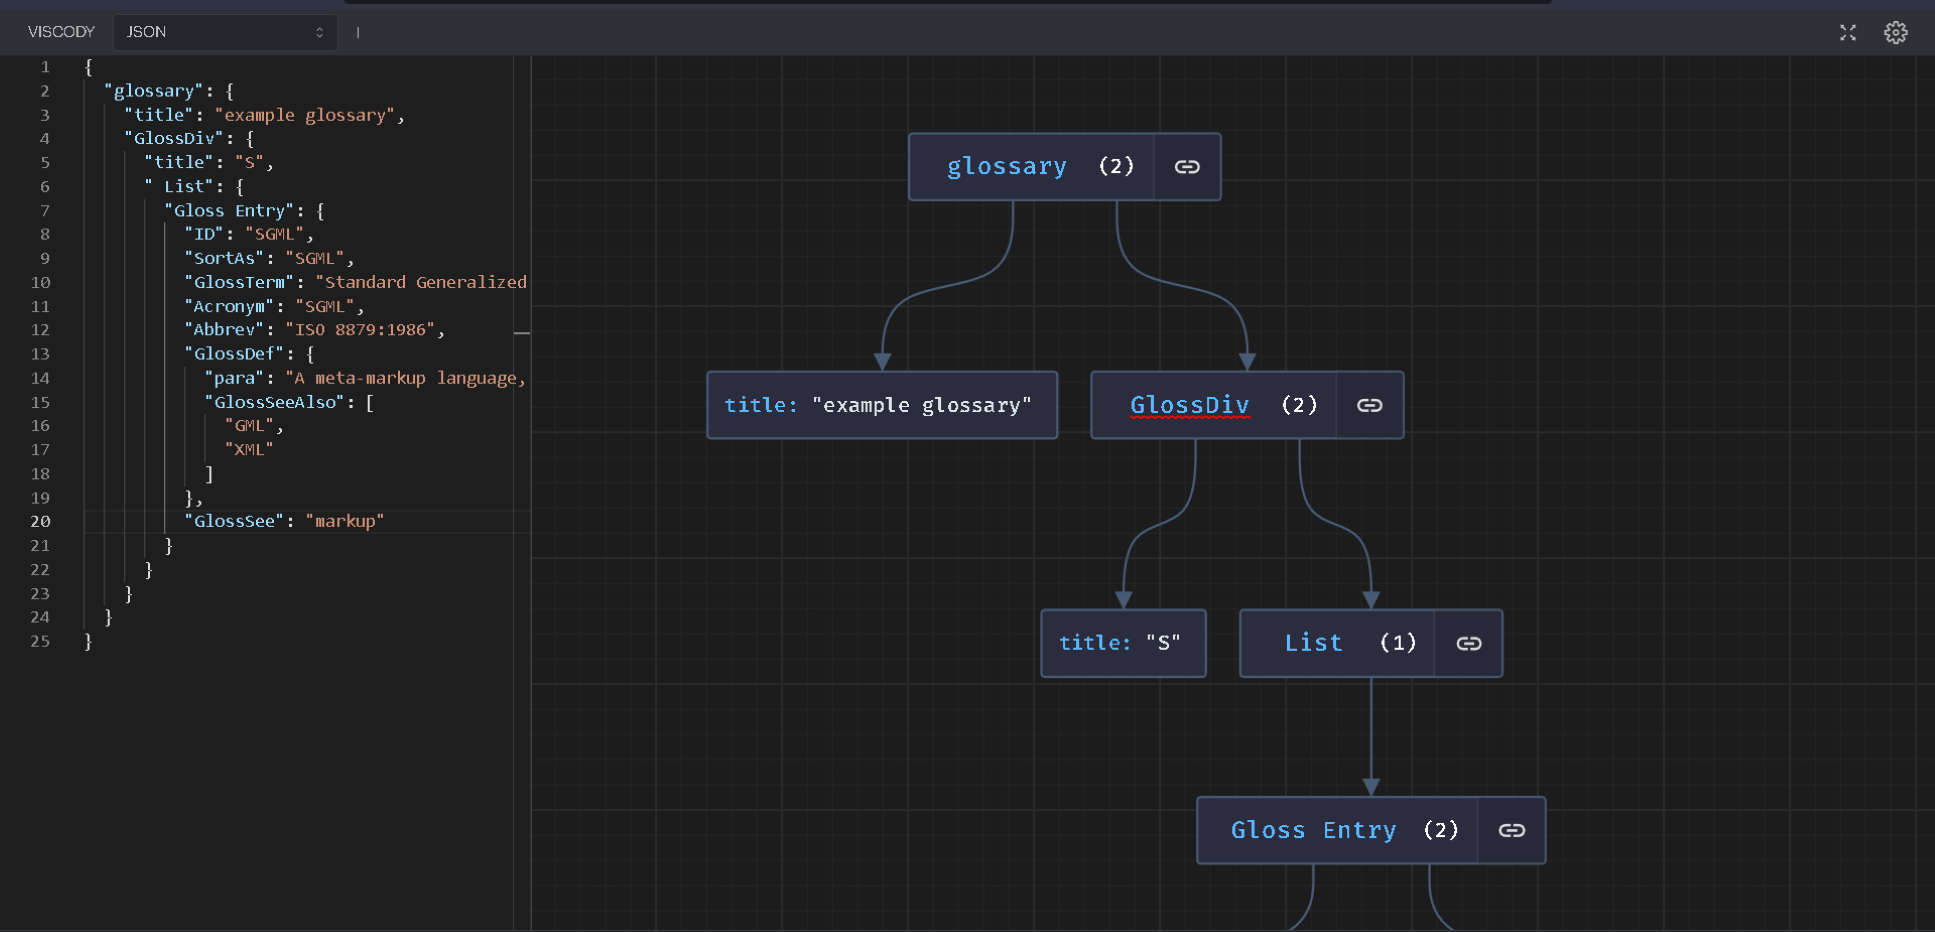 VISCODY JSON
1 {
2 "glossary": {
3 "title": "example glossary",
4 "GlossDiv": {
5 "title": "S",
6 " List": {
7 "Gloss Entry": {
8 "ID": "SGML",
9 "SortAs": "SGML",
10 "GlossTerm": "Standard Generalized
11 "Acronym": "SGML",
12 "Abbrev": "ISO 8879:1986",
13 "GlossDef": {
14 "para": "A meta-markup language,
15 "GlossSeeAlso": [
16 "GML",
17 "XML"
18 ]
19 },
20 "GlossSee": "markup"
21 }
22 }
23 }
24 }
25 }
glossary (2)
title: "example glossary"
GlossDiv (2)
title: "S"
List (1)
Gloss Entry (2)